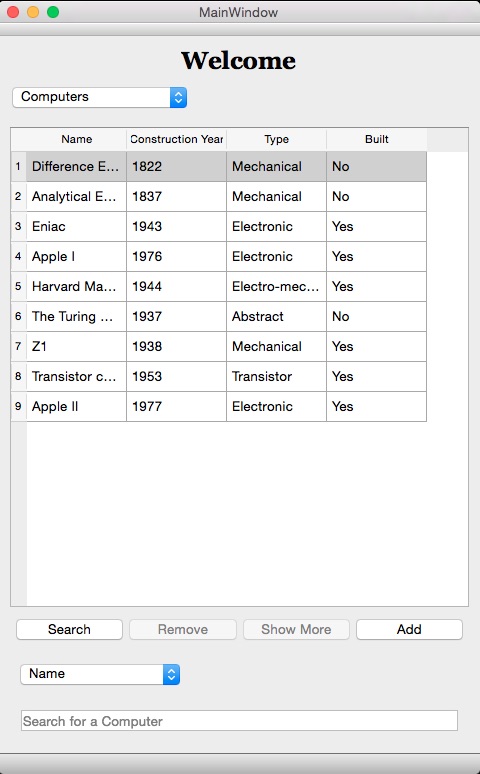 MainWindow
Welcome
Computers
Name Construction Year Type Built
1 Difference E... 1822 Mechanical No
2 Analytical E... 1837 Mechanical No
3 Eniac 1943 Electronic Yes
4 Apple I 1976 Electronic Yes
5 Harvard Ma... 1944 Electro-mec... Yes
6 The Turing ... 1937 Abstract No
7 Z1 1938 Mechanical Yes
8 Transistor c... 1953 Transistor Yes
9 Apple II 1977 Electronic Yes
Search Remove Show More Add
Name
Search for a Computer